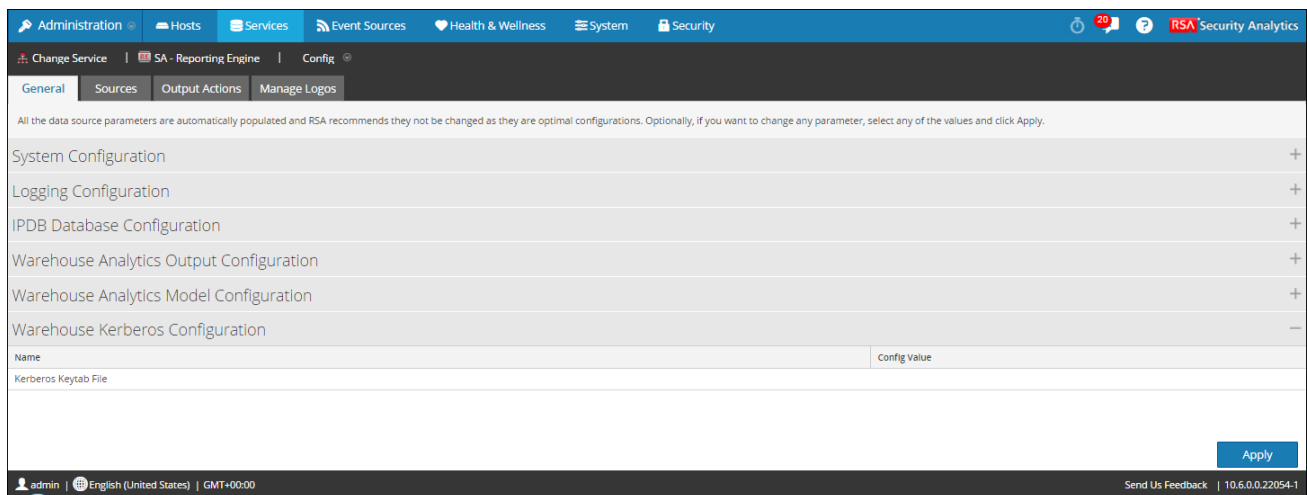 Administration Hosts Services Event Sources Health & Wellness System Security 20 ? RSA Security Analytics
Change Service | RE SA - Reporting Engine | Config
General Sources Output Actions Manage Logos
All the data source parameters are automatically populated and RSA recommends they not be changed as they are optimal configurations. Optionally, if you want to change any parameter, select any of the values and click Apply.
System Configuration
Logging Configuration
IPDB Database Configuration
Warehouse Analytics Output Configuration
Warehouse Analytics Model Configuration
Warehouse Kerberos Configuration
Name Config Value
Kerberos Keytab File
Apply
admin | English (United States) | GMT+00:00 Send Us Feedback | 10.6.0.0.22054-1